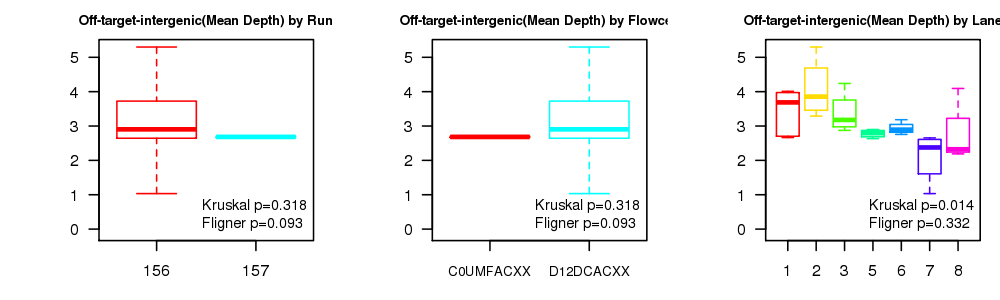 Off-target-intergenic(Mean Depth) by Run
5
4
3
2
1
0
Kruskal p=0.318
Fligner p=0.093
156 157
Off-target-intergenic(Mean Depth) by Flowce
5
4
3
2
1
0
Kruskal p=0.318
Fligner p=0.093
C0UMFACXX D12DCACXX
Off-target-intergenic(Mean Depth) by Lane
5
4
3
2
1
0
Kruskal p=0.014
Fligner p=0.332
1 2 3 5 6 7 8